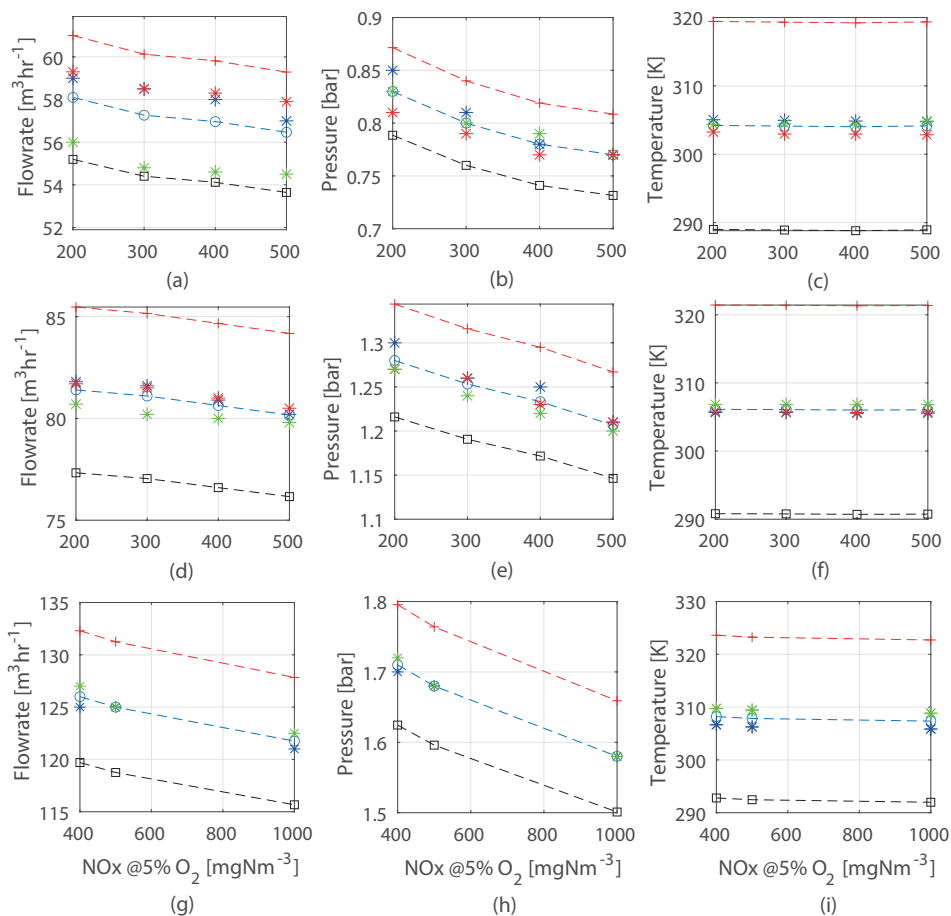 Flowrate [m³hr⁻¹]
60
58
56
54
52
200 300 400 500
(a)
Pressure [bar]
0.9
0.85
0.8
0.75
0.7
200 300 400 500
(b)
Temperature [K]
320
305
290
200 300 400 500
(c)
Flowrate [m³hr⁻¹]
85
80
75
200 300 400 500
(d)
Pressure [bar]
1.3
1.25
1.2
1.15
1.1
200 300 400 500
(e)
Temperature [K]
320
305
290
200 300 400 500
(f)
Flowrate [m³hr⁻¹]
135
130
125
120
115
400 600 800 1000
NOx @5% O₂ [mgNm⁻³]
(g)
Pressure [bar]
1.8
1.7
1.6
1.5
400 600 800 1000
NOx @5% O₂ [mgNm⁻³]
(h)
Temperature [K]
330
320
310
300
290
400 600 800 1000
NOx @5% O₂ [mgNm⁻³]
(i)